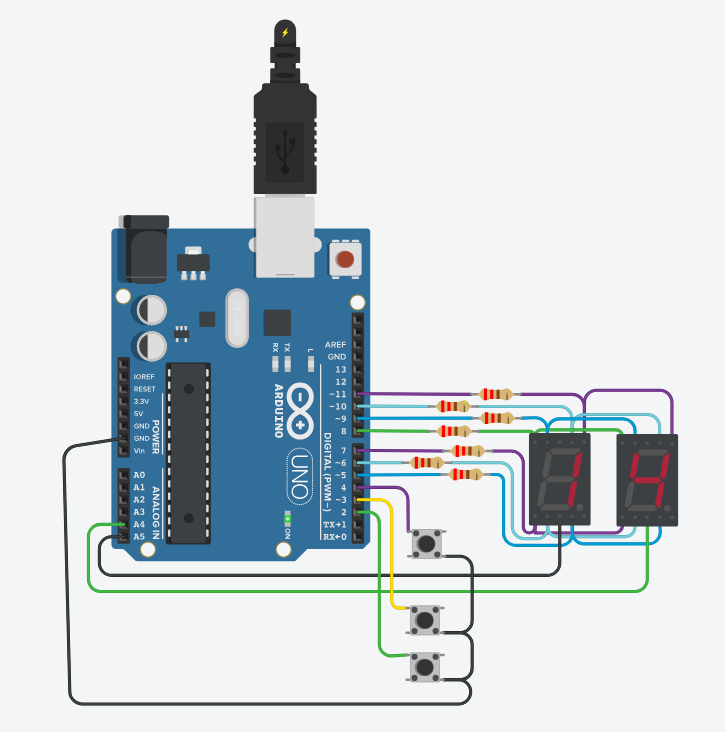 AREF
GND
13
12
~11
~10
~9
8
7
~6
~5
4
~3
2
TX→1
RX←0
DIGITAL (PWM~)
IOREF
RESET
3.3V
5V
GND
GND
Vin
POWER
A0
A1
A2
A3
A4
A5
ANALOG IN
RX
TX
L
ARDUINO
UNO
ON
1
4